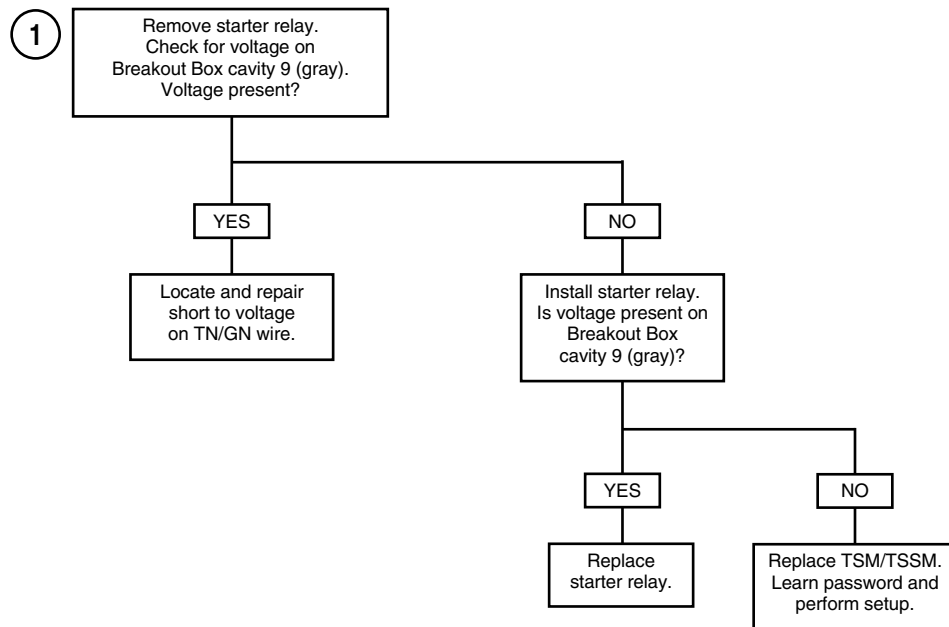 1
Remove starter relay.
Check for voltage on
Breakout Box cavity 9 (gray).
Voltage present?
YES
NO
Locate and repair
short to voltage
on TN/GN wire.
Install starter relay.
Is voltage present on
Breakout Box
cavity 9 (gray)?
YES
NO
Replace
starter relay.
Replace TSM/TSSM.
Learn password and
perform setup.